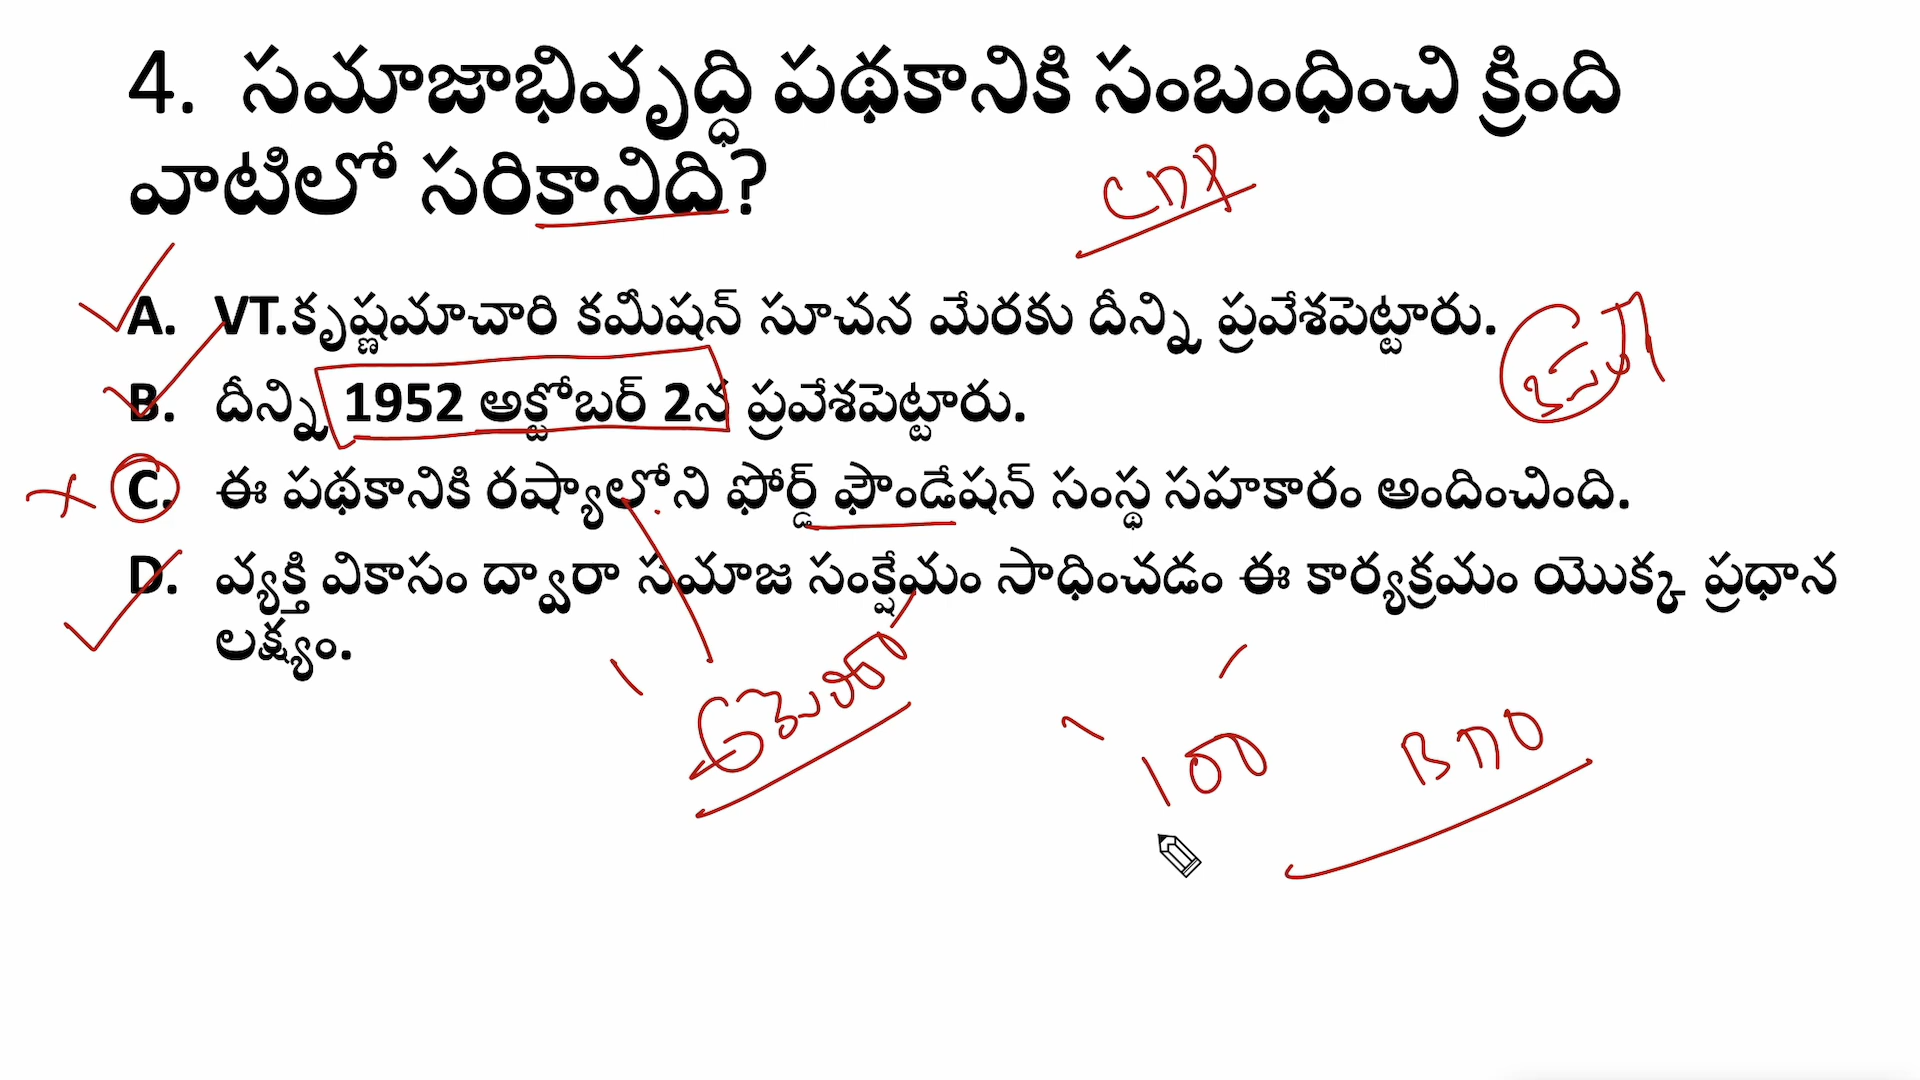 4. సమాజాభివృద్ధి పథకానికి సంబంధించి క్రింది
వాటిలో సరికానిది?
CDP
A. VT.కృష్ణమాచారి కమీషన్ సూచన మేరకు దీన్ని ప్రవేశపెట్టారు.
B. దీన్ని 1952 అక్టోబర్ 2న ప్రవేశపెట్టారు.
C. ఈ పథకానికి రష్యాలోని ఫోర్డ్ ఫౌండేషన్ సంస్థ సహకారం అందించింది.
D. వ్యక్తి వికాసం ద్వారా సమాజ సంక్షేమం సాధించడం ఈ కార్యక్రమం యొక్క ప్రధాన
లక్ష్యం.
100 BDO